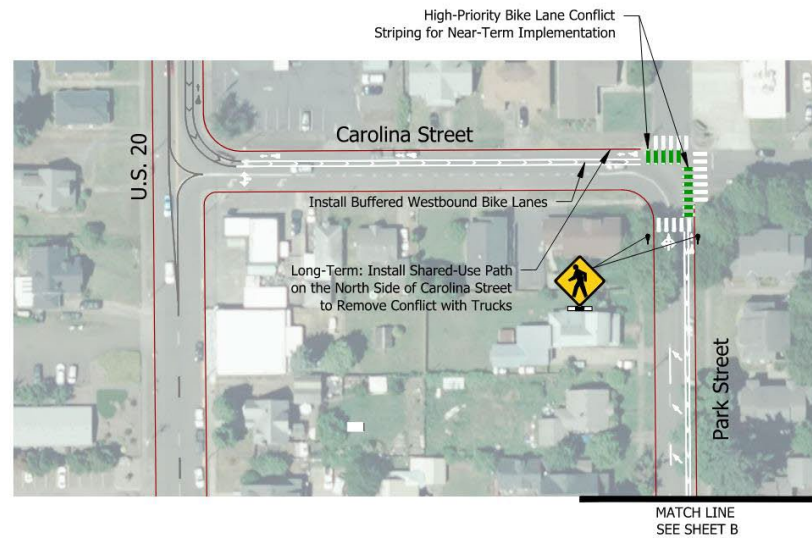 High-Priority Bike Lane Conflict
Striping for Near-Term Implementation
Carolina Street
U.S. 20
Install Buffered Westbound Bike Lanes
Long-Term: Install Shared-Use Path
on the North Side of Carolina Street
to Remove Conflict with Trucks
Park Street
MATCH LINE
SEE SHEET B